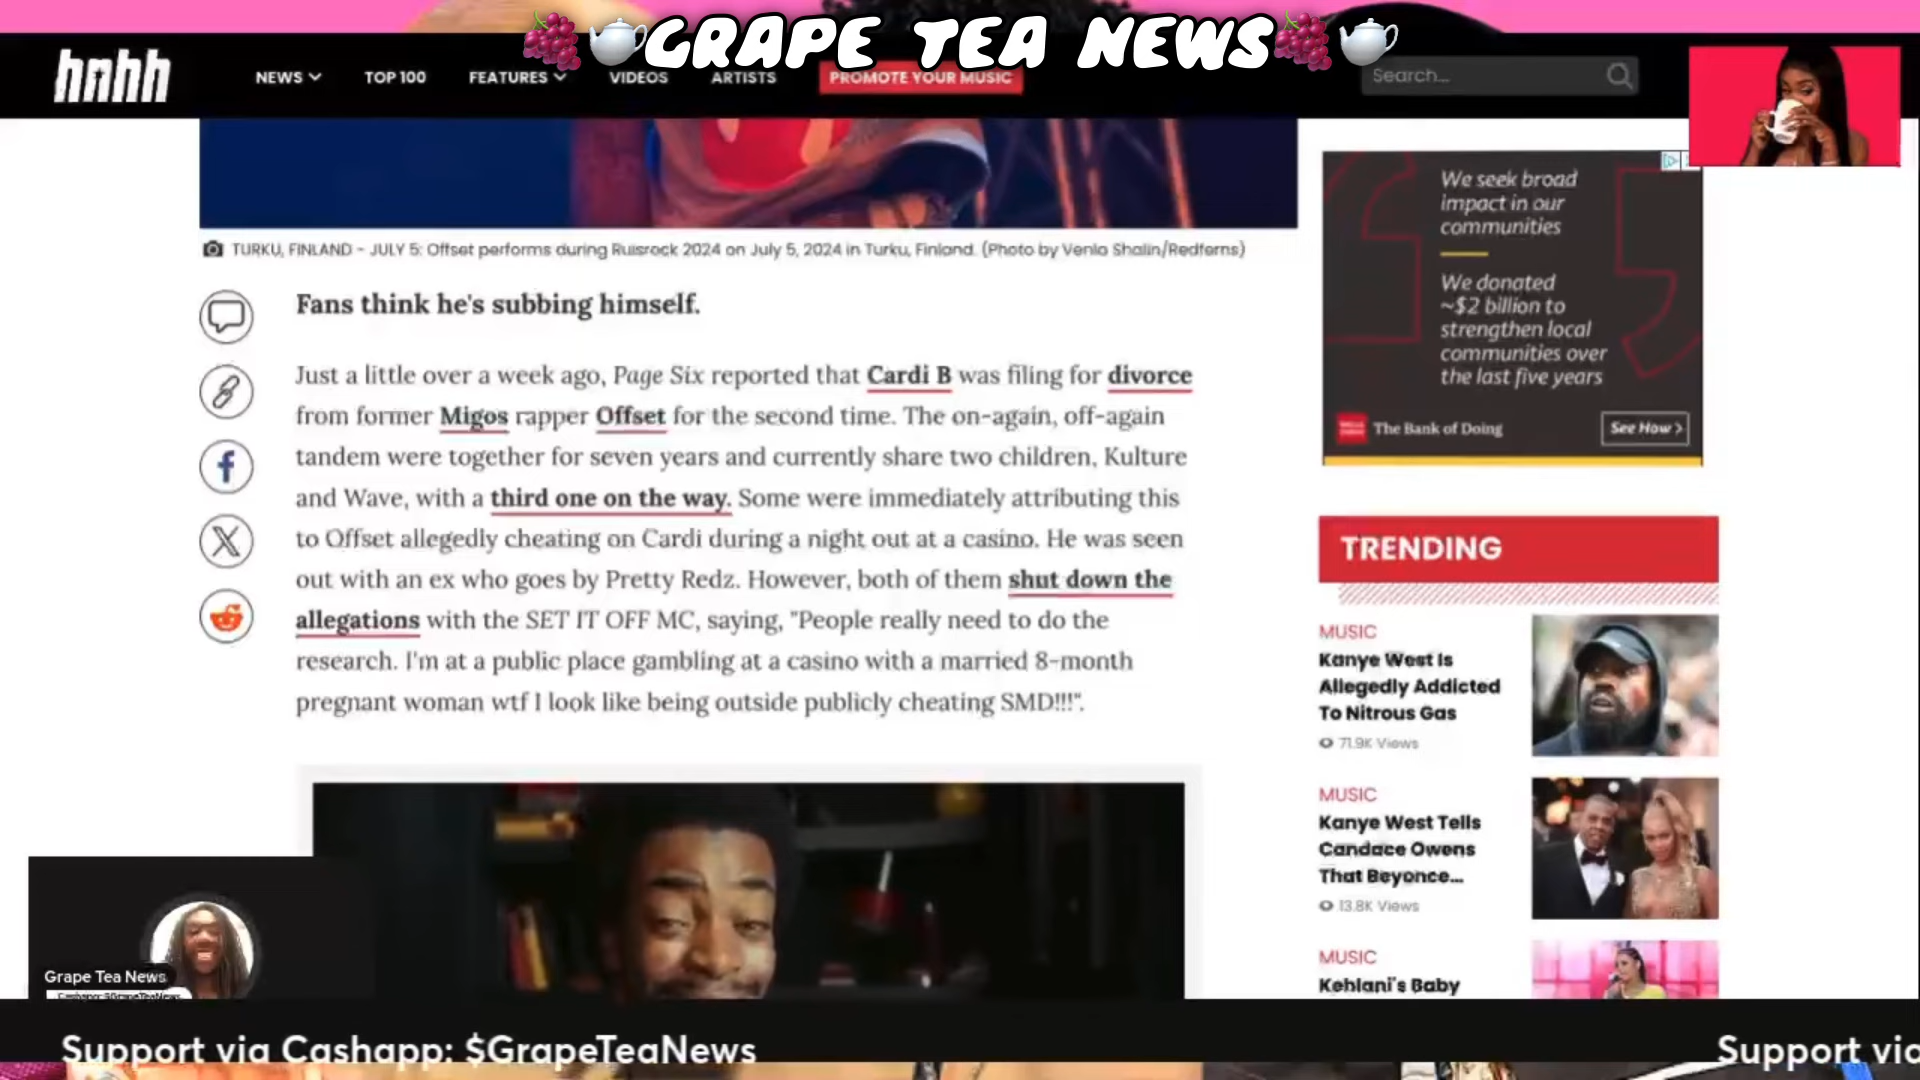 GRAPE TEA NEWS
hnhh
NEWS
TOP 100
FEATURES
VIDEOS
ARTISTS
PROMOTE YOUR MUSIC
Search...
TURKU, FINLAND - JULY 5: Offset performs during Ruisrock 2024 on July 5, 2024 in Turku, Finland. (Photo by Venla Shalin/Redferns)
Fans think he's subbing himself.
Just a little over a week ago, Page Six reported that Cardi B was filing for divorce
from former Migos rapper Offset for the second time. The on-again, off-again
tandem were together for seven years and currently share two children, Kulture
and Wave, with a third one on the way. Some were immediately attributing this
to Offset allegedly cheating on Cardi during a night out at a casino. He was seen
out with an ex who goes by Pretty Redz. However, both of them shut down the
allegations with the SET IT OFF MC, saying, "People really need to do the
research. I'm at a public place gambling at a casino with a married 8-month
pregnant woman wtf I look like being outside publicly cheating SMD!!!".
We seek broad
impact in our
communities
We donated
~$2 billion to
strengthen local
communities over
the last five years
The Bank of Doing
See How >
TRENDING
MUSIC
Kanye West Is
Allegedly Addicted
To Nitrous Gas
71.9K Views
MUSIC
Kanye West Tells
Candace Owens
That Beyonce...
13.8K Views
MUSIC
Kehlani's Baby
Grape Tea News
Cashapp: $GrapeTeaNews
Support via Cashapp: $GrapeTeaNews
Support via